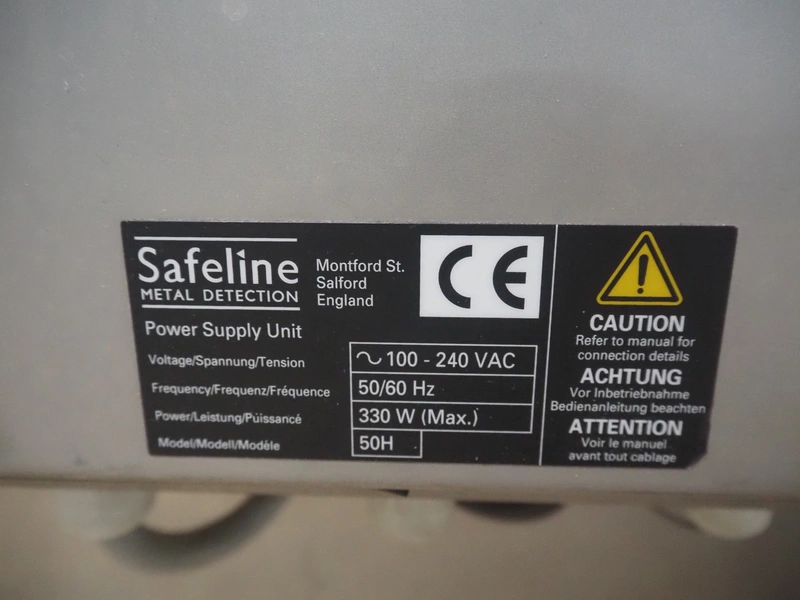 Safeline
METAL DETECTION
Montford St.
Salford
England
CE
Power Supply Unit
Voltage/Spannung/Tension ~ 100 - 240 VAC
Frequency/Frequenz/Fréquence 50/60 Hz
Power/Leistung/Puissancé 330 W (Max.)
Model/Modell/Modéle 50H
!
CAUTION
Refer to manual for
connection details
ACHTUNG
Vor Inbetriebnahme
Bedienanleitung beachten
ATTENTION
Voir le manuel
avant tout cablage